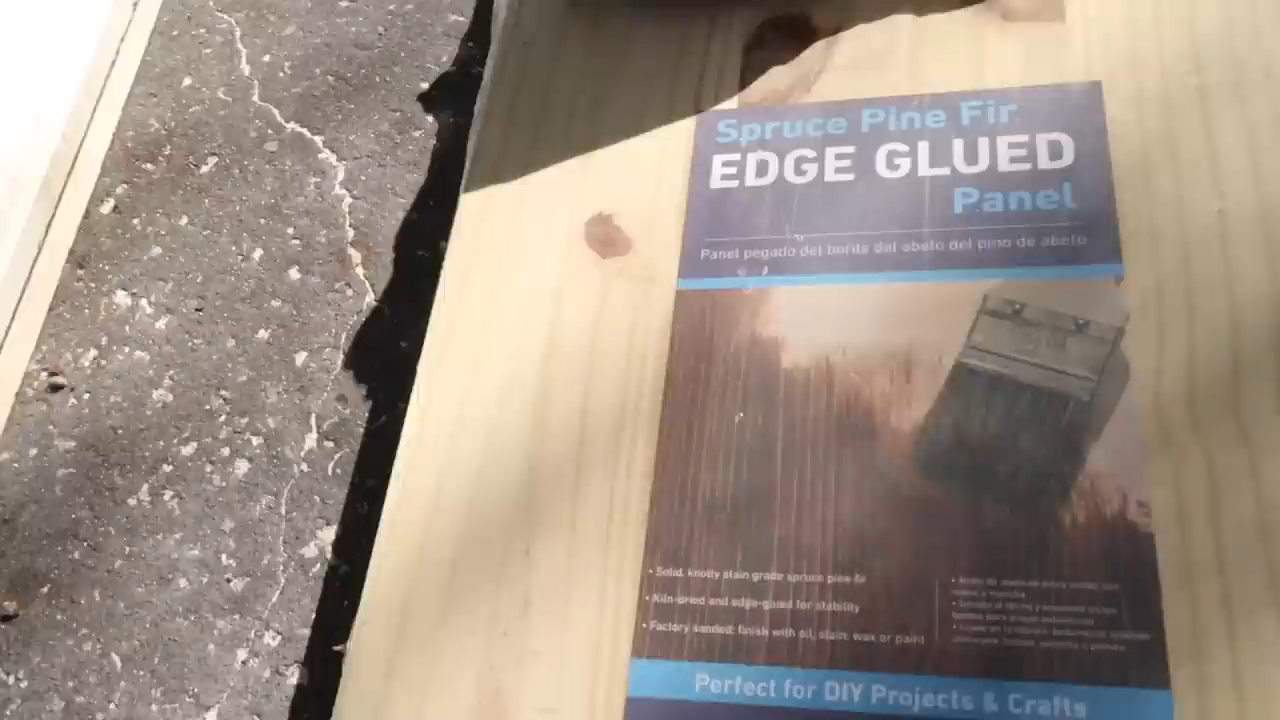 Spruce Pine Fir
EDGE GLUED
Panel
Panel pegado del borde del abeto del pino de abeto
• Solid, knotty stain grade spruce pine fir
• Kiln-dried and edge-glued for stability
• Factory sanded; finish with oil, stain, wax or paint
Perfect for DIY Projects & Crafts